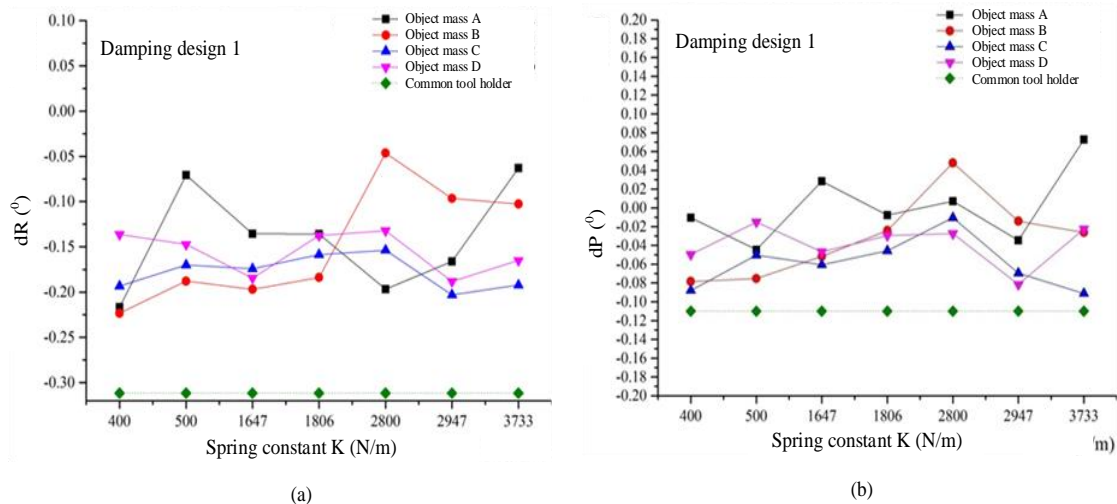 Damping design 1
Object mass A
Object mass B
Object mass C
Object mass D
Common tool holder
0.10
0.05
0.00
-0.05
-0.10
-0.15
-0.20
-0.25
-0.30
dR (⁰)
400 500 1647 1806 2800 2947 3733
Spring constant K (N/m)
(a)
Damping design 1
Object mass A
Object mass B
Object mass C
Object mass D
Common tool holder
0.20
0.18
0.16
0.14
0.12
0.10
0.08
0.06
0.04
0.02
0.00
-0.02
-0.04
-0.06
-0.08
-0.10
-0.12
-0.14
-0.16
-0.18
-0.20
dP (⁰)
400 500 1647 1806 2800 2947 3733
Spring constant K (N/m)
/m)
(b)